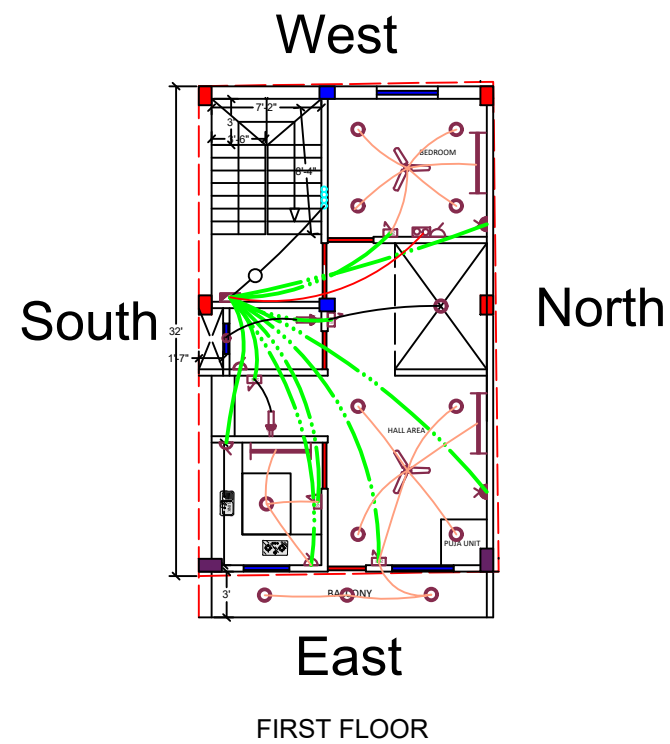 West
7'-2"
3'
3'-6"
BEDROOM
8'-4"
South
North
32'
1'-7"
HALL AREA
PUJA UNIT
3'
BALCONY
East
FIRST FLOOR